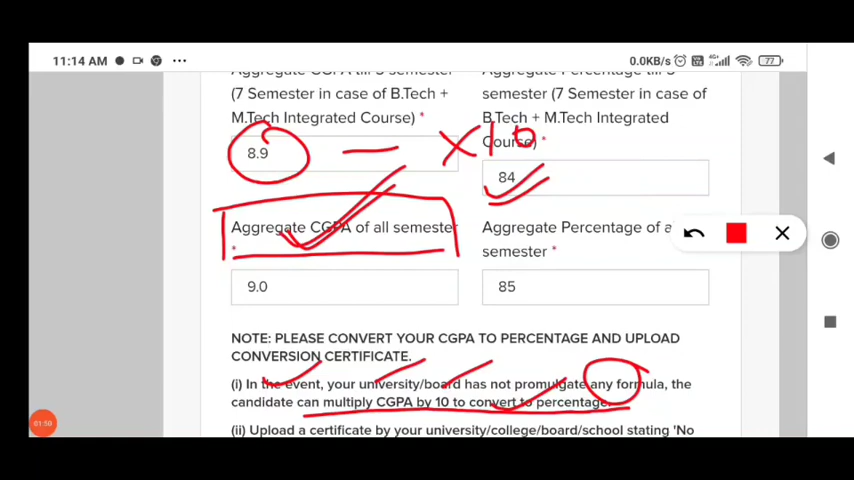 11:14 AM ... 0.0KB/s 4G+ 77
Aggregate CGPA till 5 semester Aggregate Percentage till 5
(7 Semester in case of B.Tech + semester (7 Semester in case of
M.Tech Integrated Course) * B.Tech + M.Tech Integrated
Course) *
8.9 — ×10
84
Aggregate CGPA of all semester Aggregate Percentage of a
* semester *
9.0 85
NOTE: PLEASE CONVERT YOUR CGPA TO PERCENTAGE AND UPLOAD
CONVERSION CERTIFICATE.
(i) In the event, your university/board has not promulgate any formula, the
candidate can multiply CGPA by 10 to convert to percentage.
(ii) Upload a certificate by your university/college/board/school stating 'No
01:50